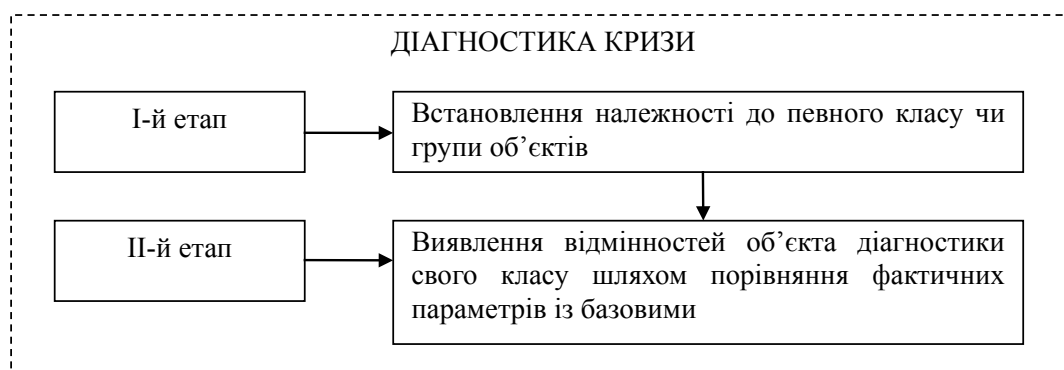 ДІАГНОСТИКА КРИЗИ
І-й етап
Встановлення належності до певного класу чи
групи об’єктів
ІІ-й етап
Виявлення відмінностей об’єкта діагностики
свого класу шляхом порівняння фактичних
параметрів із базовими